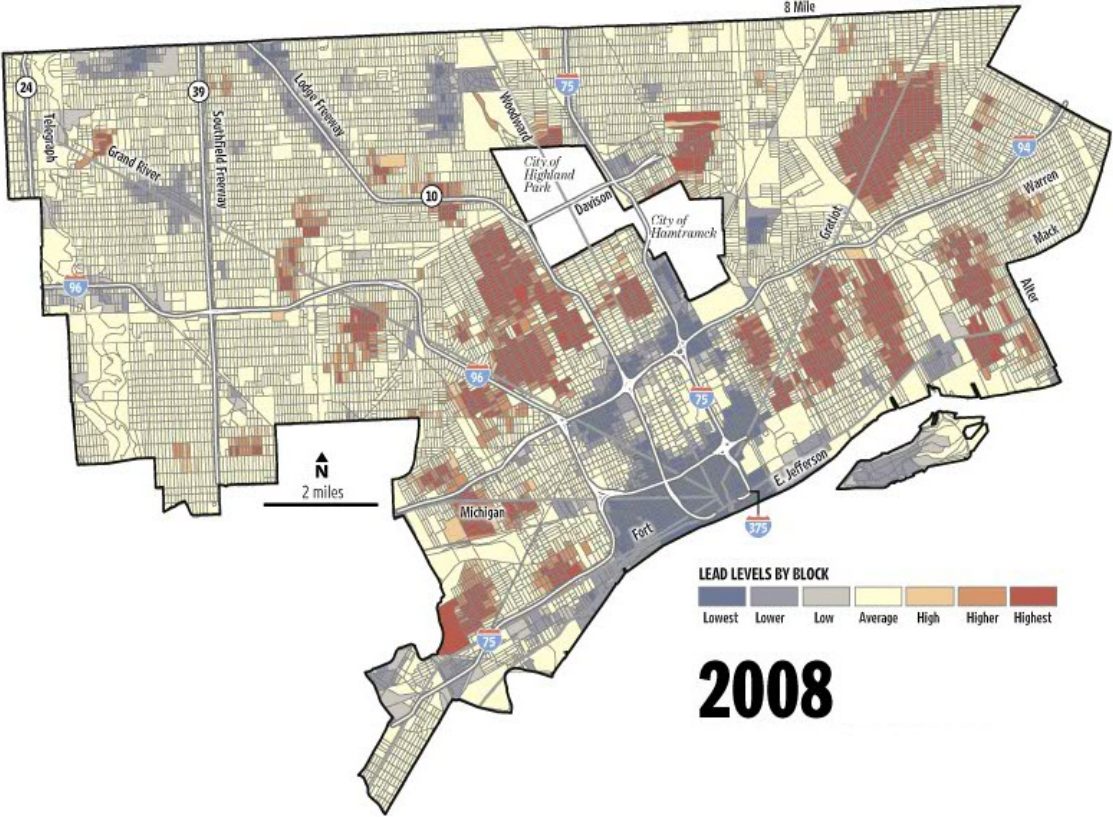 8 Mile
24
39
75
Lodge Freeway
Woodward
Telegraph
Southfield Freeway
Grand River
94
City of
Highland
Park
10
Davison
Warren
City of
Hamtramck
Gratiot
Mack
96
Alter
96
75
N
2 miles
E. Jefferson
Michigan
Fort
375
LEAD LEVELS BY BLOCK
Lowest Lower Low Average High Higher Highest
75
2008